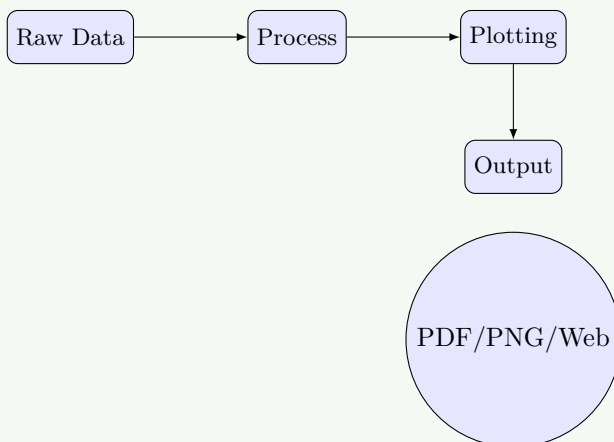 Raw Data
Process
Plotting
Output
PDF/PNG/Web